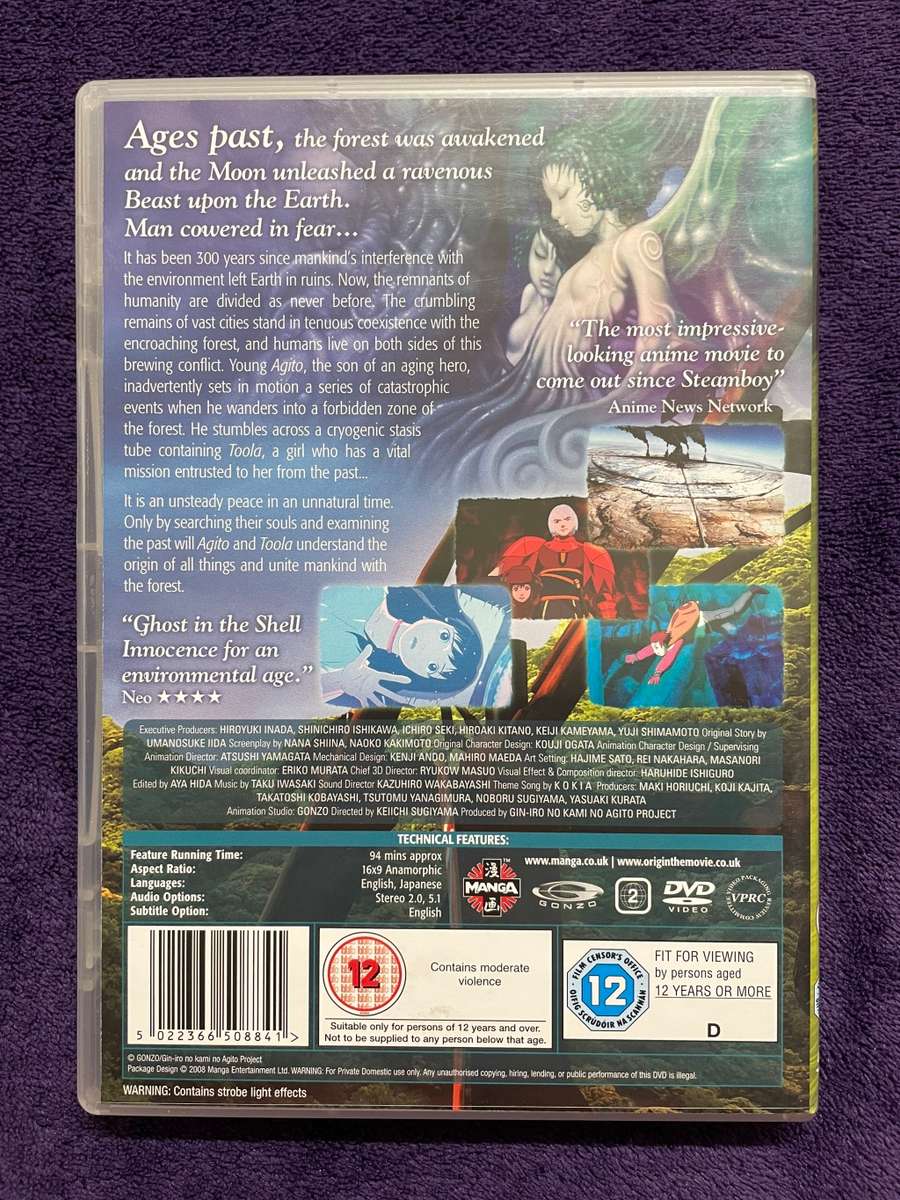 Ages past, the forest was awakened
and the Moon unleashed a ravenous
Beast upon the Earth.
Man cowered in fear...
It has been 300 years since mankind's interference with
the environment left Earth in ruins. Now, the remnants of
humanity are divided as never before. The crumbling
remains of vast cities stand in tenuous coexistence with the
encroaching forest, and humans live on both sides of this
brewing conflict. Young Agito, the son of an aging hero,
inadvertently sets in motion a series of catastrophic
events when he wanders into a forbidden zone of
the forest. He stumbles across a cryogenic stasis
tube containing Toola, a girl who has a vital
mission entrusted to her from the past...
It is an unsteady peace in an unnatural time.
Only by searching their souls and examining
the past will Agito and Toola understand the
origin of all things and unite mankind with
the forest.
"The most impressive-
looking anime movie to
come out since Steamboy"
Anime News Network
"Ghost in the Shell
Innocence for an
environmental age."
Neo ★★★★
Executive Producers: HIROYUKI INADA, SHINICHIRO ISHIKAWA, ICHIRO SEKI, HIROAKI KITANO, KEIJI KAMEYAMA, YUJI SHIMAMOTO Original Story by
UMANOSUKE IIDA Screenplay by NANA SHIINA, NAOKO KAKIMOTO Original Character Design: KOUJI OGATA Animation Character Design / Supervising
Animation Director: ATSUSHI YAMAGATA Mechanical Design: KENJI ANDO, MAHIRO MAEDA Art Setting: HAJIME SATO, REI NAKAHARA, MASANORI
KIKUCHI Visual coordinator: ERIKO MURATA Chief 3D Director: RYUKOW MASUO Visual Effect & Composition director: HARUHIDE ISHIGURO
Edited by AYA HIDA Music by TAKU IWASAKI Sound Director KAZUHIRO WAKABAYASHI Theme Song by K O K I A Producers: MAKI HORIUCHI, KOJI KAJITA,
TAKATOSHI KOBAYASHI, TSUTOMU YANAGIMURA, NOBORU SUGIYAMA, YASUAKI KURATA
Animation Studio: GONZO Directed by KEIICHI SUGIYAMA Produced by GIN-IRO NO KAMI NO AGITO PROJECT
TECHNICAL FEATURES:
Feature Running Time: 94 mins approx
Aspect Ratio: 16x9 Anamorphic
Languages: English, Japanese
Audio Options: Stereo 2.0, 5.1
Subtitle Option: English
漫
MANGA
画
TM
www.manga.co.uk | www.originthemovie.co.uk
GONZO
2
DVD
VIDEO
VIDEO PACKAGING
REVIEW COMMITTEE
VPRC
5 022366 508841 >
12
Contains moderate
violence
Suitable only for persons of 12 years and over.
Not to be supplied to any person below that age.
FILM CENSOR'S OFFICE
12
OIFIG SCRÚDÓIR NA SCANNÁN
FIT FOR VIEWING
by persons aged
12 YEARS OR MORE
D
© GONZO/Gin-iro no kami no Agito Project
Package Design © 2008 Manga Entertainment Ltd. WARNING: For Private Domestic use only. Any unauthorised copying, hiring, lending, or public performance of this DVD is illegal.
WARNING: Contains strobe light effects